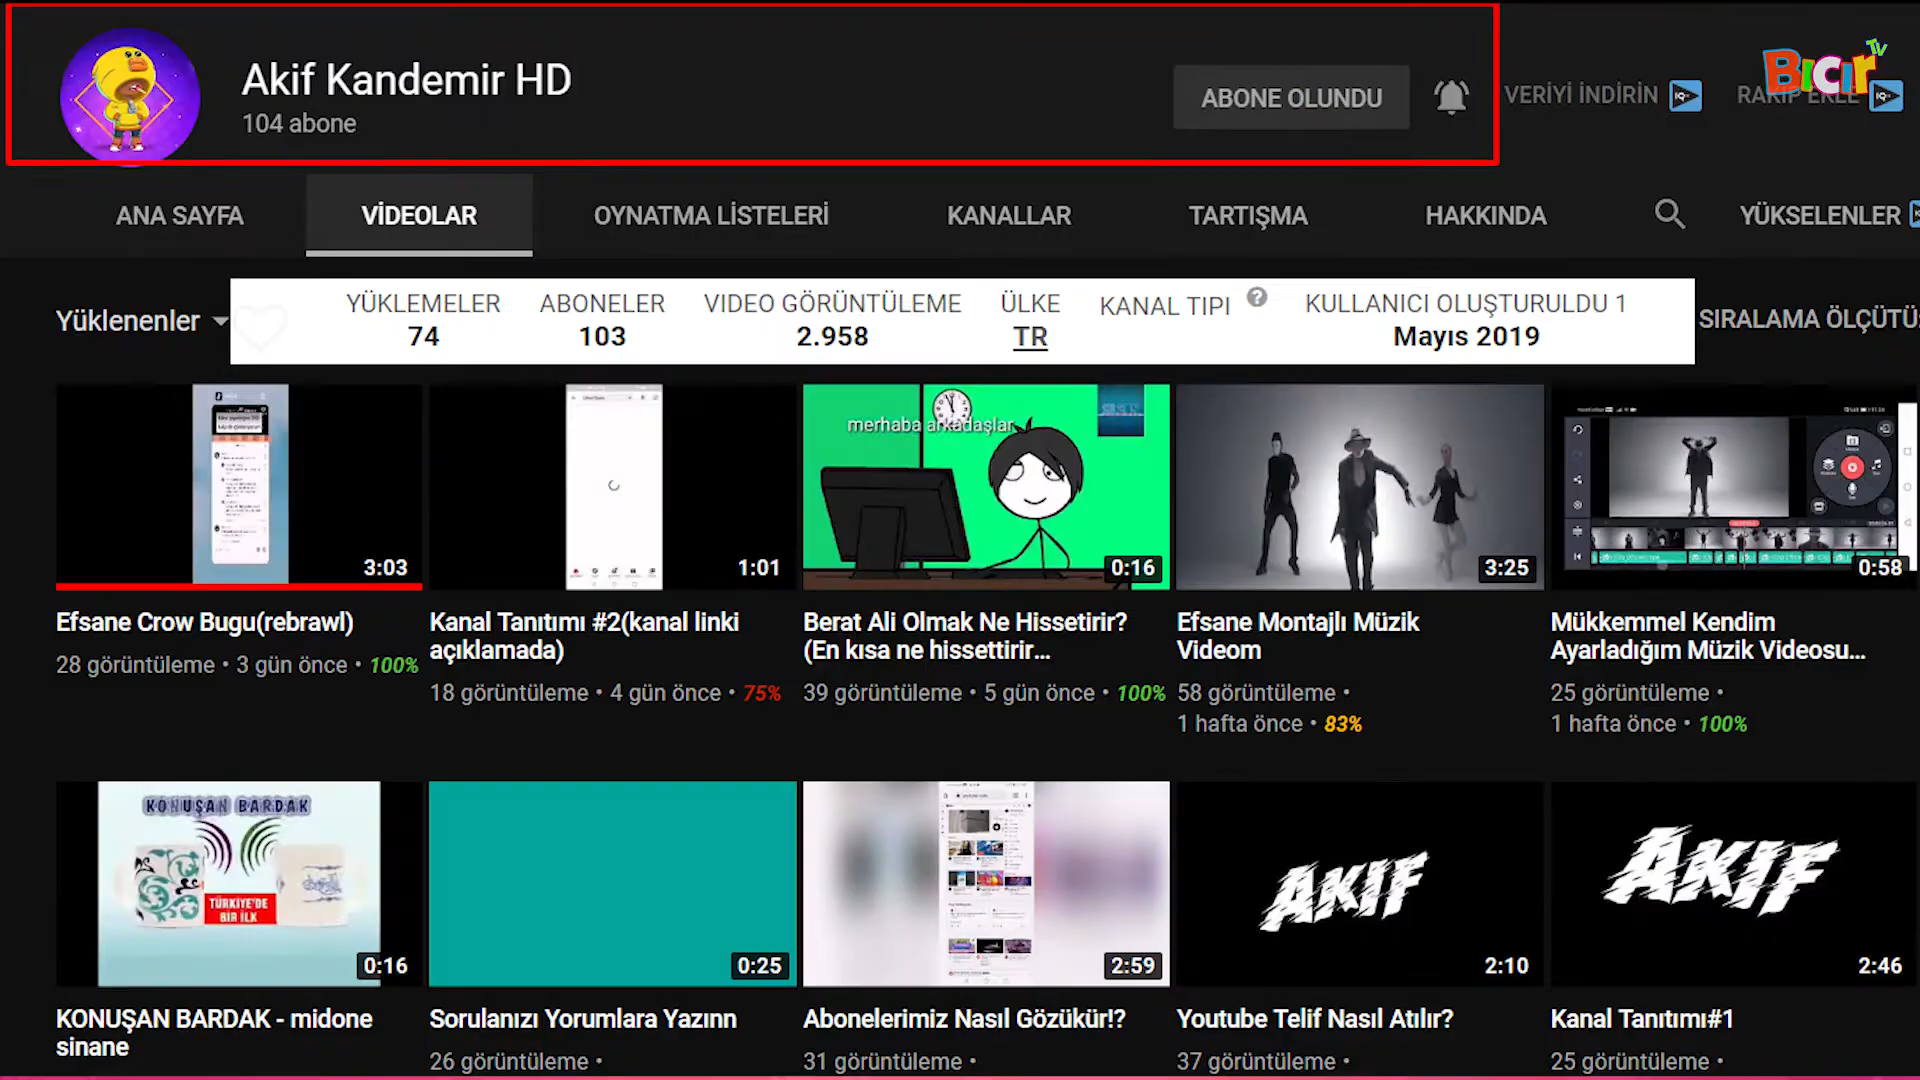 Akif Kandemir HD
104 abone
ABONE OLUNDU
VERİYİ İNDİRİN
RAKIP EKLE
BICIR TV
ANA SAYFA
VİDEOLAR
OYNATMA LİSTELERİ
KANALLAR
TARTIŞMA
HAKKINDA
YÜKSELENLER
Yüklenenler
YÜKLEMELER
74
ABONELER
103
VIDEO GÖRÜNTÜLEME
2.958
ÜLKE
TR
KANAL TIPI
KULLANICI OLUŞTURULDU 1
Mayıs 2019
SIRALAMA ÖLÇÜTÜ:
3:03
1:01
merhaba arkadaşlar
0:16
3:25
0:58
Efsane Crow Bugu(rebrawl)
28 görüntüleme • 3 gün önce • 100%
Kanal Tanıtımı #2(kanal linki
açıklamada)
18 görüntüleme • 4 gün önce • 75%
Berat Ali Olmak Ne Hissetirir?
(En kısa ne hissettirir...
39 görüntüleme • 5 gün önce • 100%
Efsane Montajlı Müzik
Videom
58 görüntüleme •
1 hafta önce • 83%
Mükkemmel Kendim
Ayarladığım Müzik Videosu...
25 görüntüleme •
1 hafta önce • 100%
KONUŞAN BARDAK
TÜRKİYE'DE
BİR İLK
0:16
0:25
2:59
AKIF
2:10
AKIF
2:46
KONUŞAN BARDAK - midone
sinane
Sorulanızı Yorumlara Yazınn
26 görüntüleme •
Abonelerimiz Nasıl Gözükür!?
31 görüntüleme •
Youtube Telif Nasıl Atılır?
37 görüntüleme •
Kanal Tanıtımı#1
25 görüntüleme •